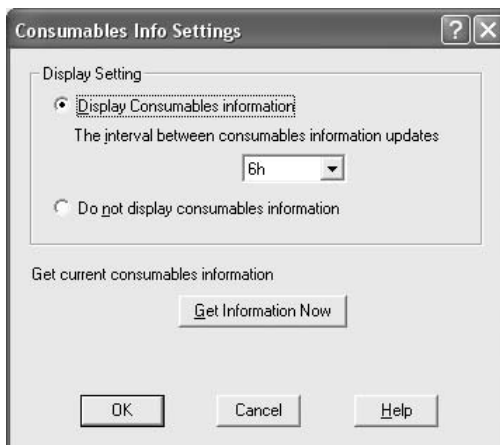 Consumables Info Settings
Display Setting
Display Consumables information
The interval between consumables information updates
6h
Do not display consumables information
Get current consumables information
Get Information Now
OK Cancel Help